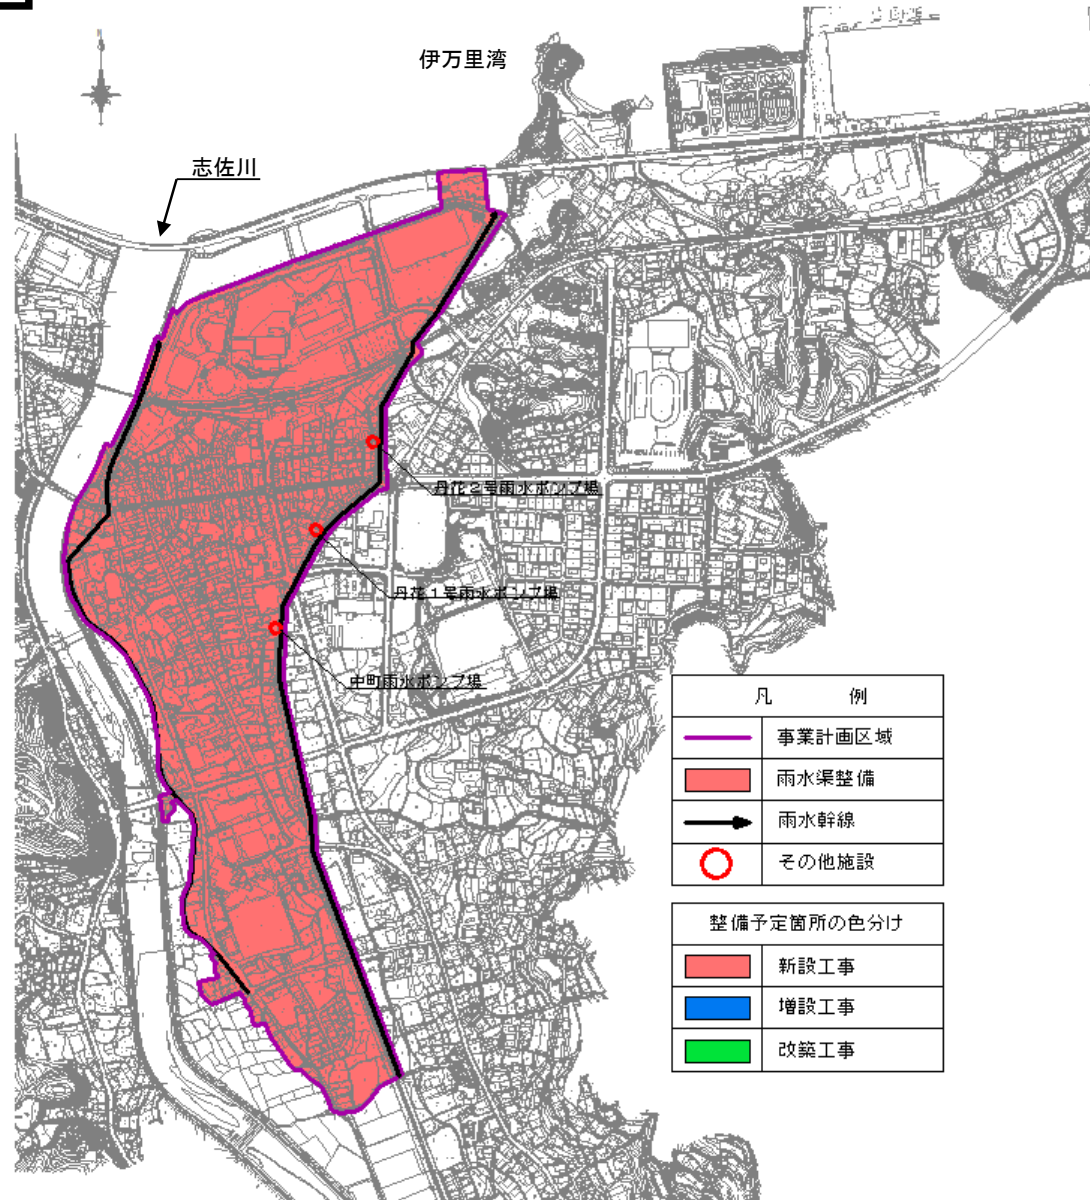 伊万里湾
志佐川
丹花2号雨水ポンプ場
丹花1号雨水ポンプ場
中町雨水ポンプ場
凡 例
事業計画区域
雨水渠整備
雨水幹線
その他施設
整備予定箇所の色分け
新設工事
増設工事
改築工事